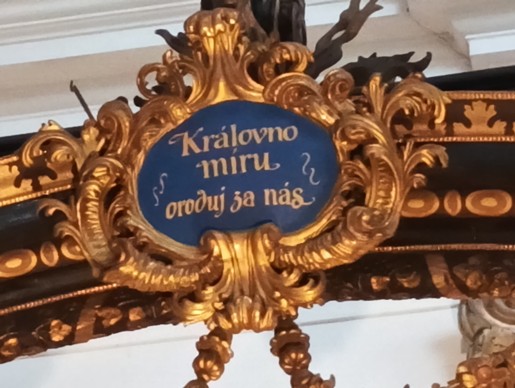 Královno
míru
oroduj za nás